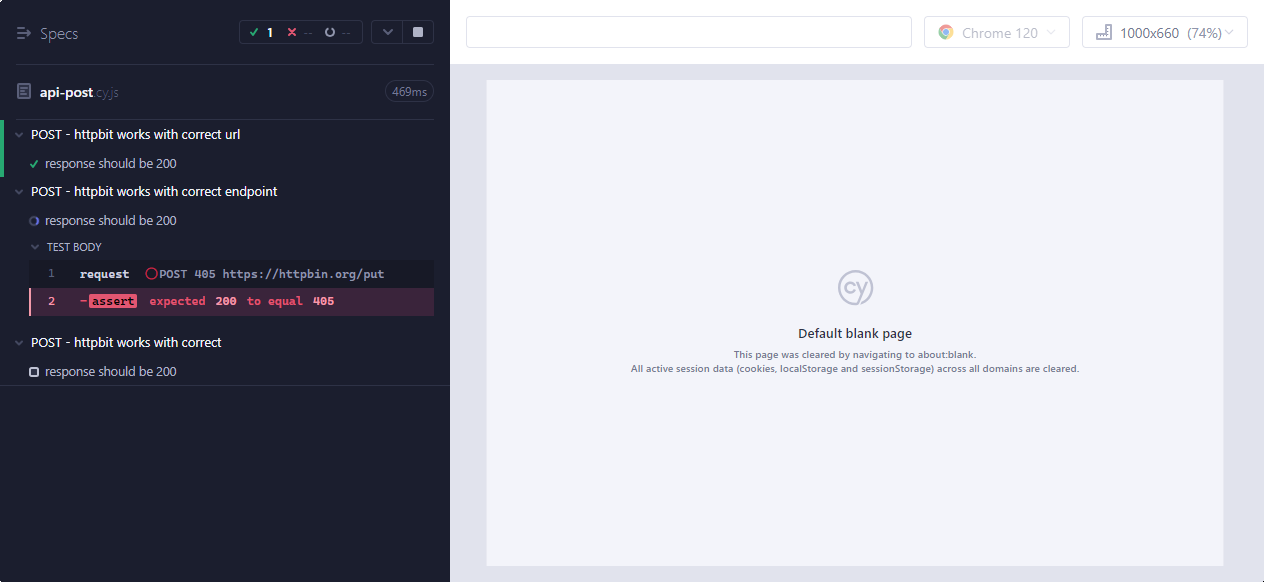 Specs
1 -- --
api-post.cy.js 469ms
POST - httpbit works with correct url
response should be 200
POST - httpbit works with correct endpoint
response should be 200
TEST BODY
1 request POST 405 https://httpbin.org/put
2 -assert expected 200 to equal 405
POST - httpbit works with correct
response should be 200
Chrome 120
1000x660 (74%)
cy
Default blank page
This page was cleared by navigating to about:blank.
All active session data (cookies, localStorage and sessionStorage) across all domains are cleared.